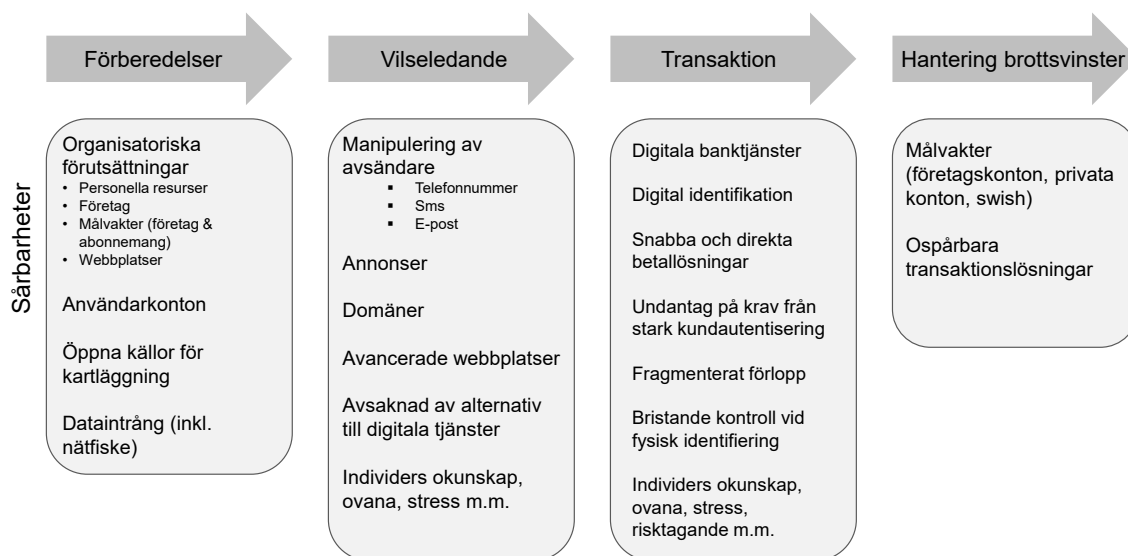 Förberedelser
Vilseledande
Transaktion
Hantering brottsvinster
Sårbarheter
Organisatoriska
förutsättningar
• Personella resurser
• Företag
• Målvakter (företag &
abonnemang)
• Webbplatser
Användarkonton
Öppna källor för
kartläggning
Dataintrång (inkl.
nätfiske)
Manipulering av
avsändare
▪ Telefonnummer
▪ Sms
▪ E-post
Annonser
Domäner
Avancerade webbplatser
Avsaknad av alternativ
till digitala tjänster
Individers okunskap,
ovana, stress m.m.
Digitala banktjänster
Digital identifikation
Snabba och direkta
betallösningar
Undantag på krav från
stark kundautentisering
Fragmenterat förlopp
Bristande kontroll vid
fysisk identifiering
Individers okunskap,
ovana, stress,
risktagande m.m.
Målvakter
(företagskonton, privata
konton, swish)
Ospårbara
transaktionslösningar